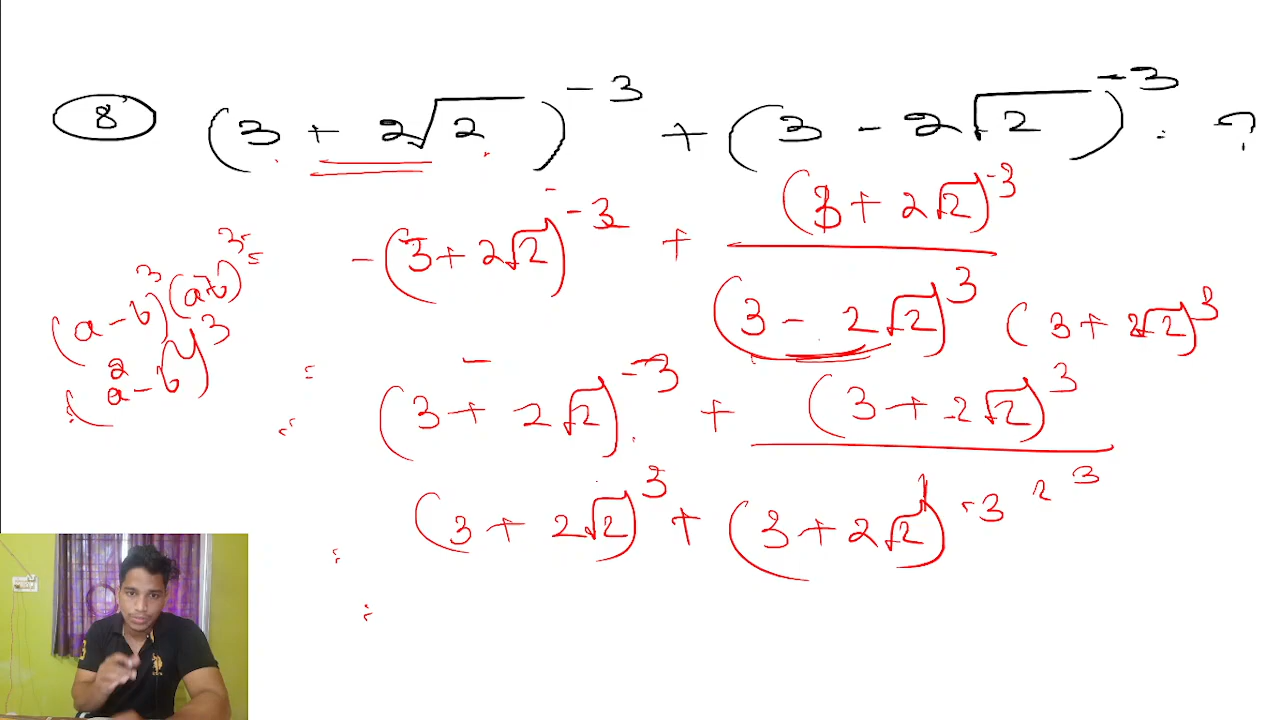 8 (3 + 2√2)⁻³ + (3 - 2√2)⁻³ . ?
-(3 + 2√2)⁻³ + (3 + 2√2)⁻³ / (3 - 2√2)³ (3 + 2√2)³
(a-b)³(a+b)³ =
(a² - b²)³
= (3 + 2√2)⁻³ + (3 + 2√2)³ / 1
(3 + 2√2)³ + (3 + 2√2)⁻³